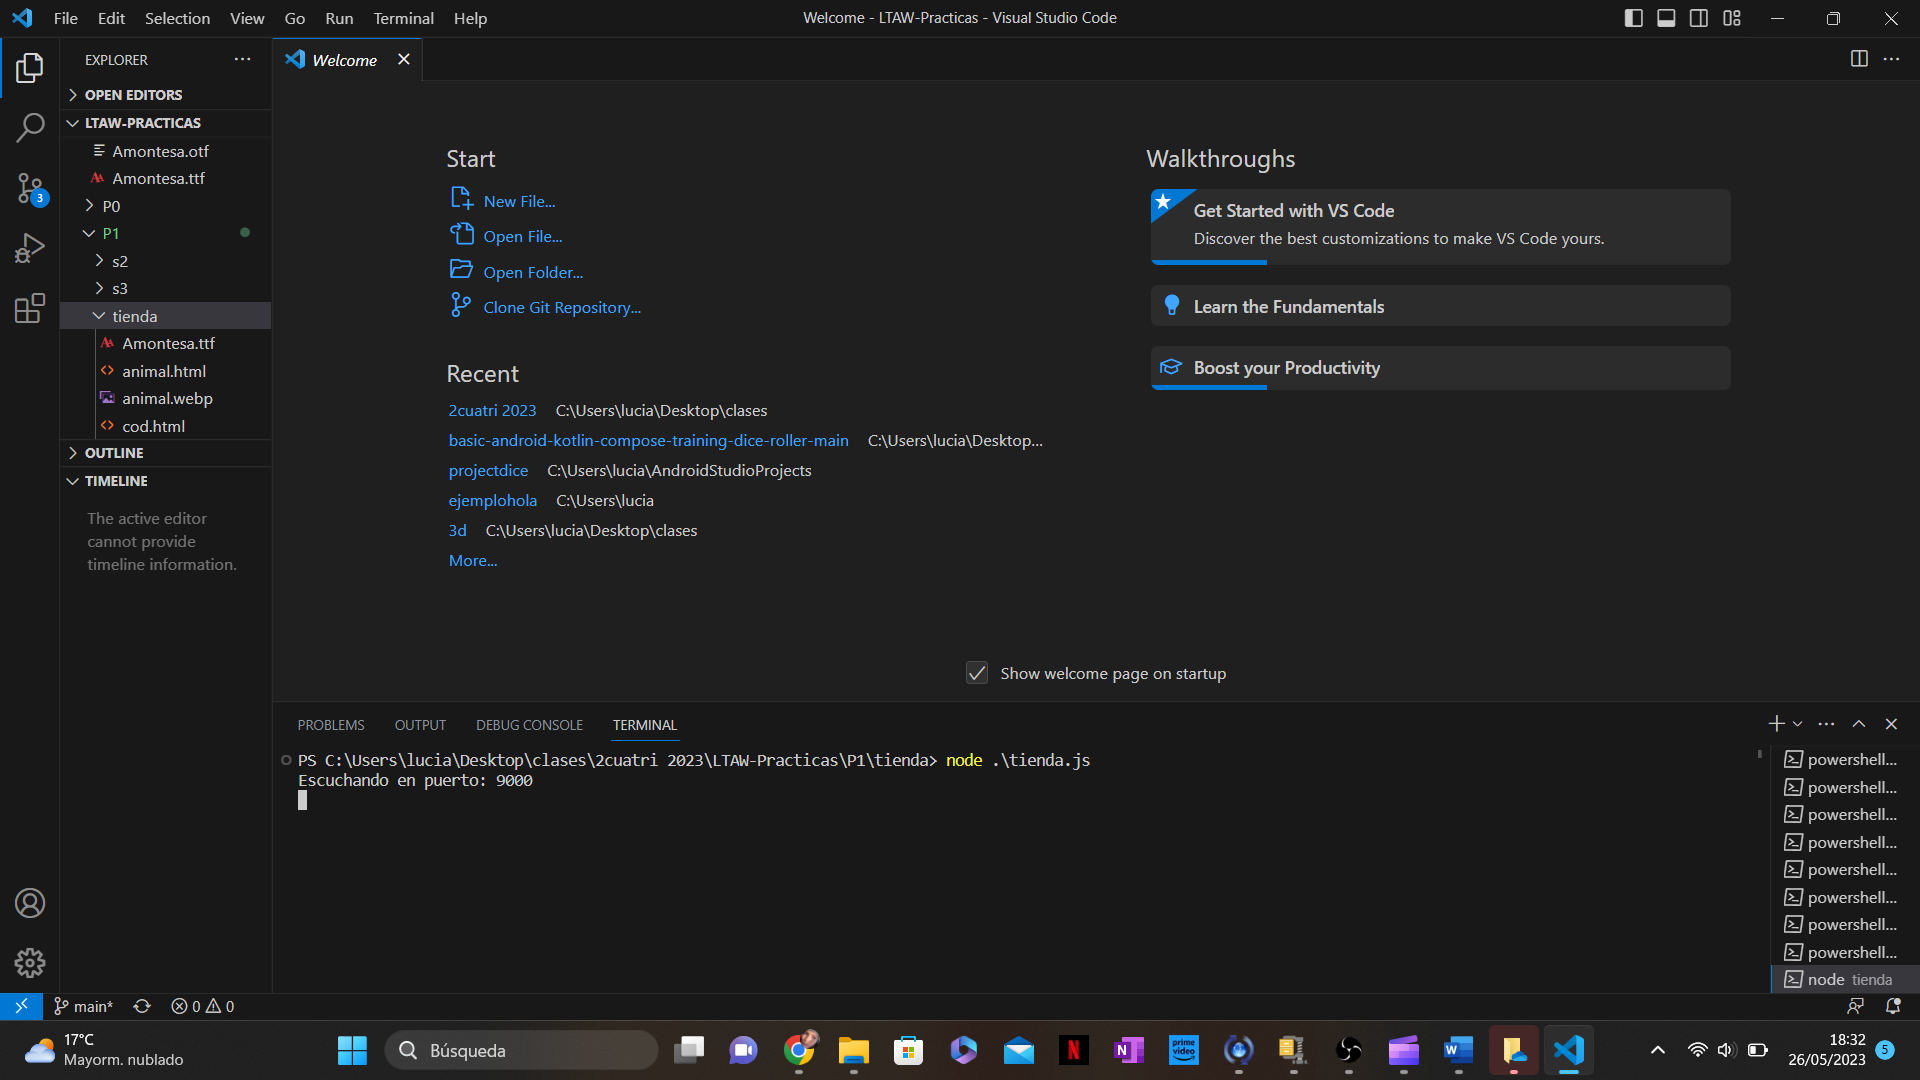 File Edit Selection View Go Run Terminal Help
Welcome - LTAW-Practicas - Visual Studio Code
EXPLORER
OPEN EDITORS
LTAW-PRACTICAS
Amontesa.otf
Amontesa.ttf
P0
P1
s2
s3
tienda
Amontesa.ttf
animal.html
animal.webp
cod.html
OUTLINE
TIMELINE
The active editor
cannot provide
timeline information.
3
Welcome
Start
New File...
Open File...
Open Folder...
Clone Git Repository...
Recent
2cuatri 2023 C:\Users\lucia\Desktop\clases
basic-android-kotlin-compose-training-dice-roller-main C:\Users\lucia\Desktop...
projectdice C:\Users\lucia\AndroidStudioProjects
ejemplohola C:\Users\lucia
3d C:\Users\lucia\Desktop\clases
More...
Walkthroughs
Get Started with VS Code
Discover the best customizations to make VS Code yours.
Learn the Fundamentals
Boost your Productivity
Show welcome page on startup
PROBLEMS OUTPUT DEBUG CONSOLE TERMINAL
PS C:\Users\lucia\Desktop\clases\2cuatri 2023\LTAW-Practicas\P1\tienda> node .\tienda.js
Escuchando en puerto: 9000
powershell...
powershell...
powershell...
powershell...
powershell...
powershell...
powershell...
powershell...
node tienda
main* 0 0
17°C
Mayorm. nublado
Búsqueda
N
N
prime video
W
18:32
26/05/2023
5